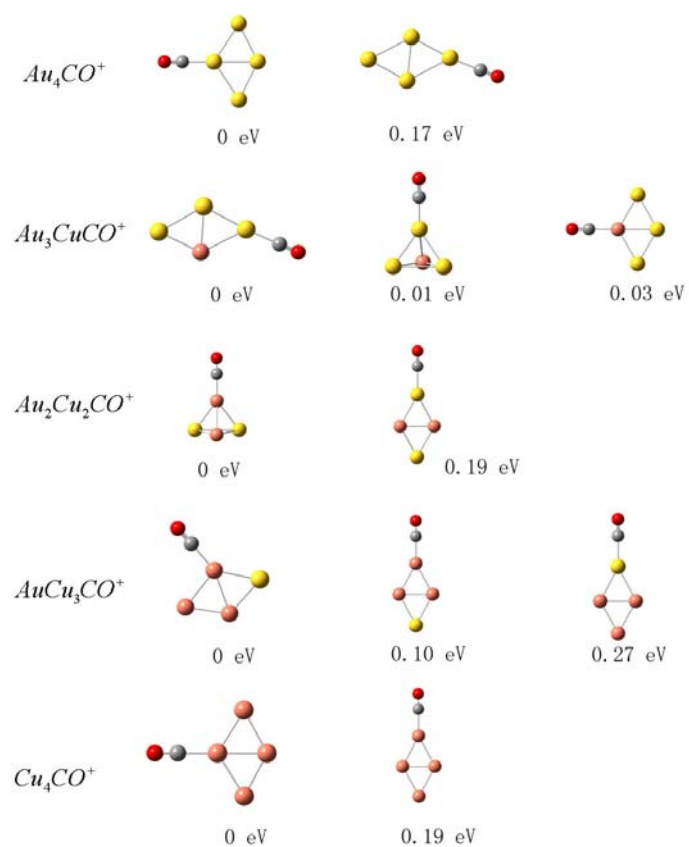 Au₄CO⁺
0 eV 0.17 eV
Au₃CuCO⁺
0 eV 0.01 eV 0.03 eV
Au₂Cu₂CO⁺
0 eV 0.19 eV
AuCu₃CO⁺
0 eV 0.10 eV 0.27 eV
Cu₄CO⁺
0 eV 0.19 eV